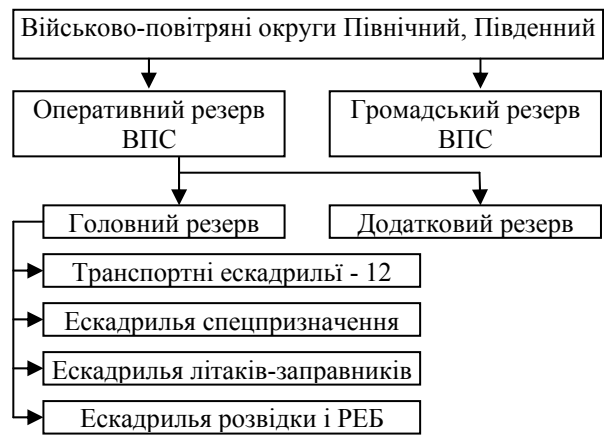 Військово-повітряні округи Північний, Південний
Оперативний резерв
ВПС
Громадський резерв
ВПС
Головний резерв
Додатковий резерв
Транспортні ескадрильї - 12
Ескадрилья спецпризначення
Ескадрилья літаків-заправників
Ескадрилья розвідки і РЕБ